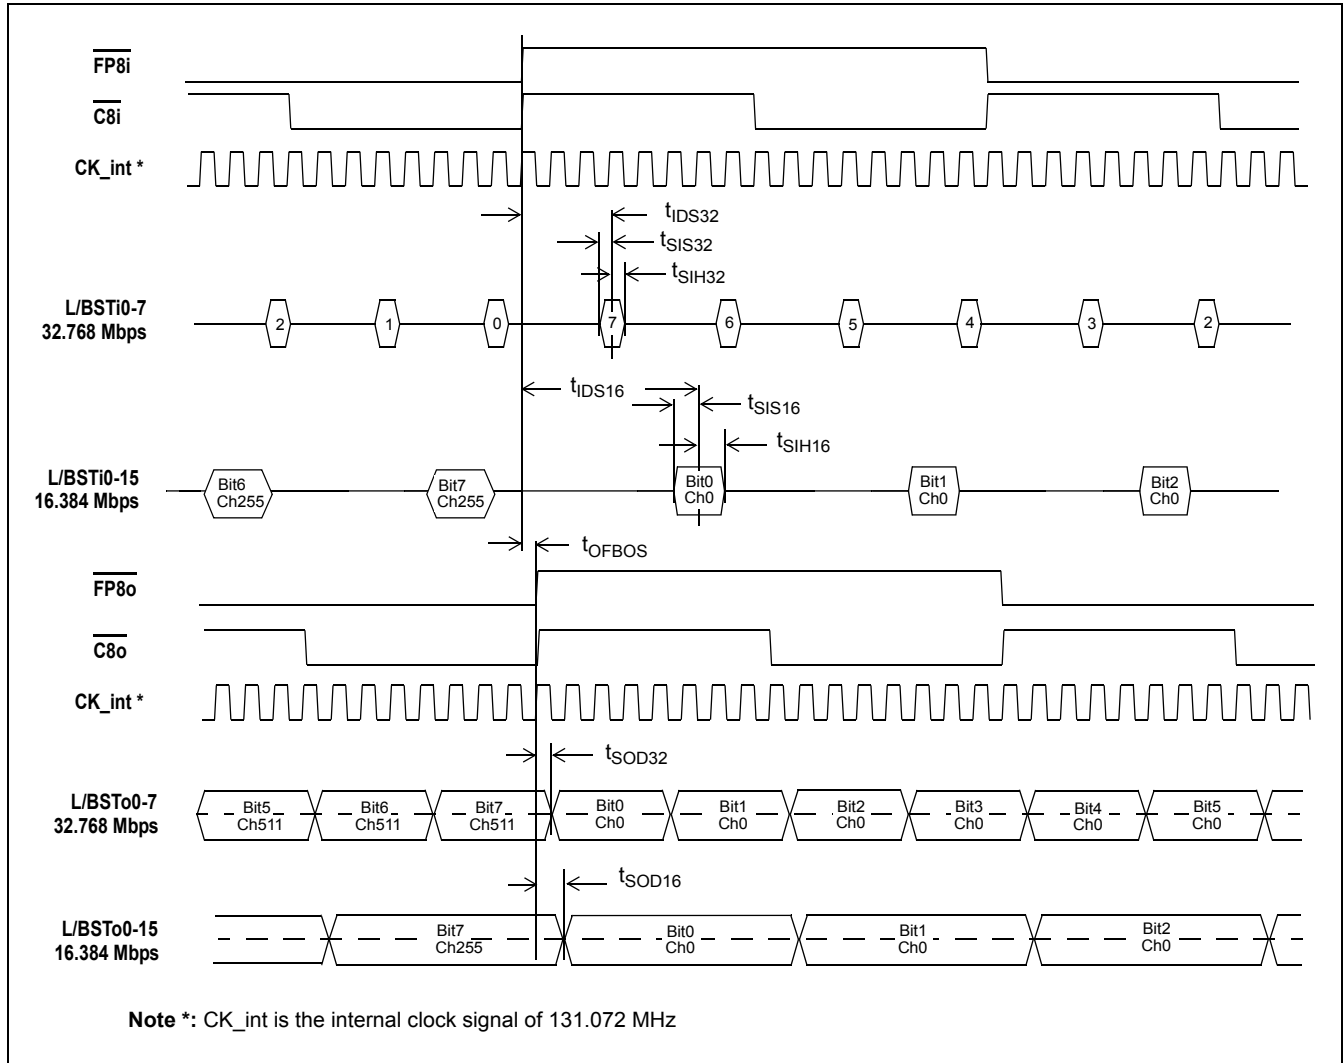 FP8i
C8i
CK_int *
tIDS32
tSIS32
tSIH32
L/BSTi0-7
32.768 Mbps
2 1 0 7 6 5 4 3 2
tIDS16
tSIS16
tSIH16
L/BSTi0-15
16.384 Mbps
Bit6 Bit7 Bit0 Bit1 Bit2
Ch255 Ch255 Ch0 Ch0 Ch0
tOFBOS
FP8o
C8o
CK_int *
tSOD32
L/BSTo0-7
32.768 Mbps
Bit5 Bit6 Bit7 Bit0 Bit1 Bit2 Bit3 Bit4 Bit5
Ch511 Ch511 Ch511 Ch0 Ch0 Ch0 Ch0 Ch0 Ch0
tSOD16
L/BSTo0-15
16.384 Mbps
Bit7 Bit0 Bit1 Bit2
Ch255 Ch0 Ch0 Ch0
Note *: CK_int is the internal clock signal of 131.072 MHz